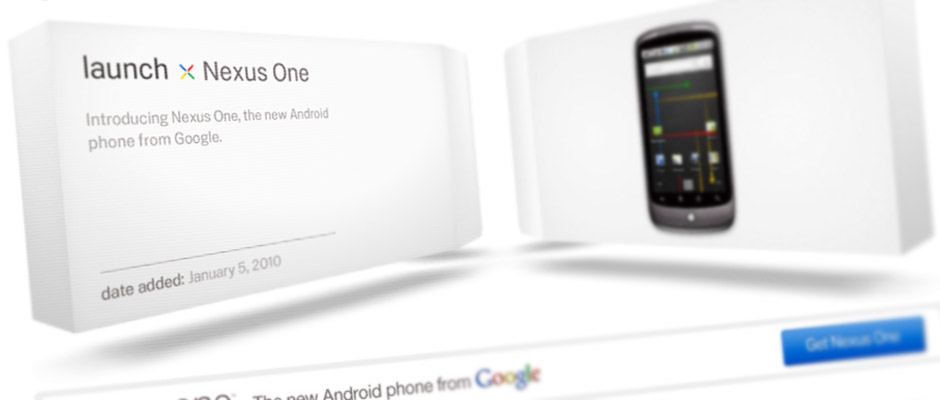 launch Nexus One
Introducing Nexus One, the new Android
phone from Google.
date added: January 5, 2010
Get Nexus One
The new Android phone from Google